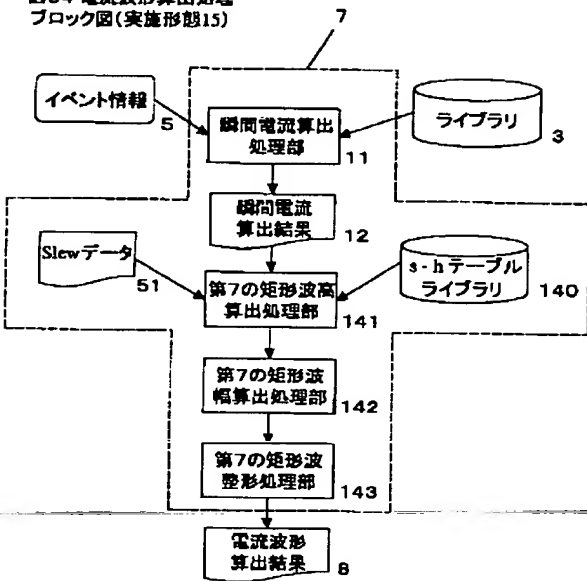 ブロック図(実施形態15)
7
イベント情報
5
瞬間電流算出
処理部
11
ライブラリ
3
瞬間電流
算出結果
12
Slewデータ
51
第7の矩形波高
算出処理部
141
s-hテーブル
ライブラリ
140
第7の矩形波
幅算出処理部
142
第7の矩形波
整形処理部
143
電流波形
算出結果
8